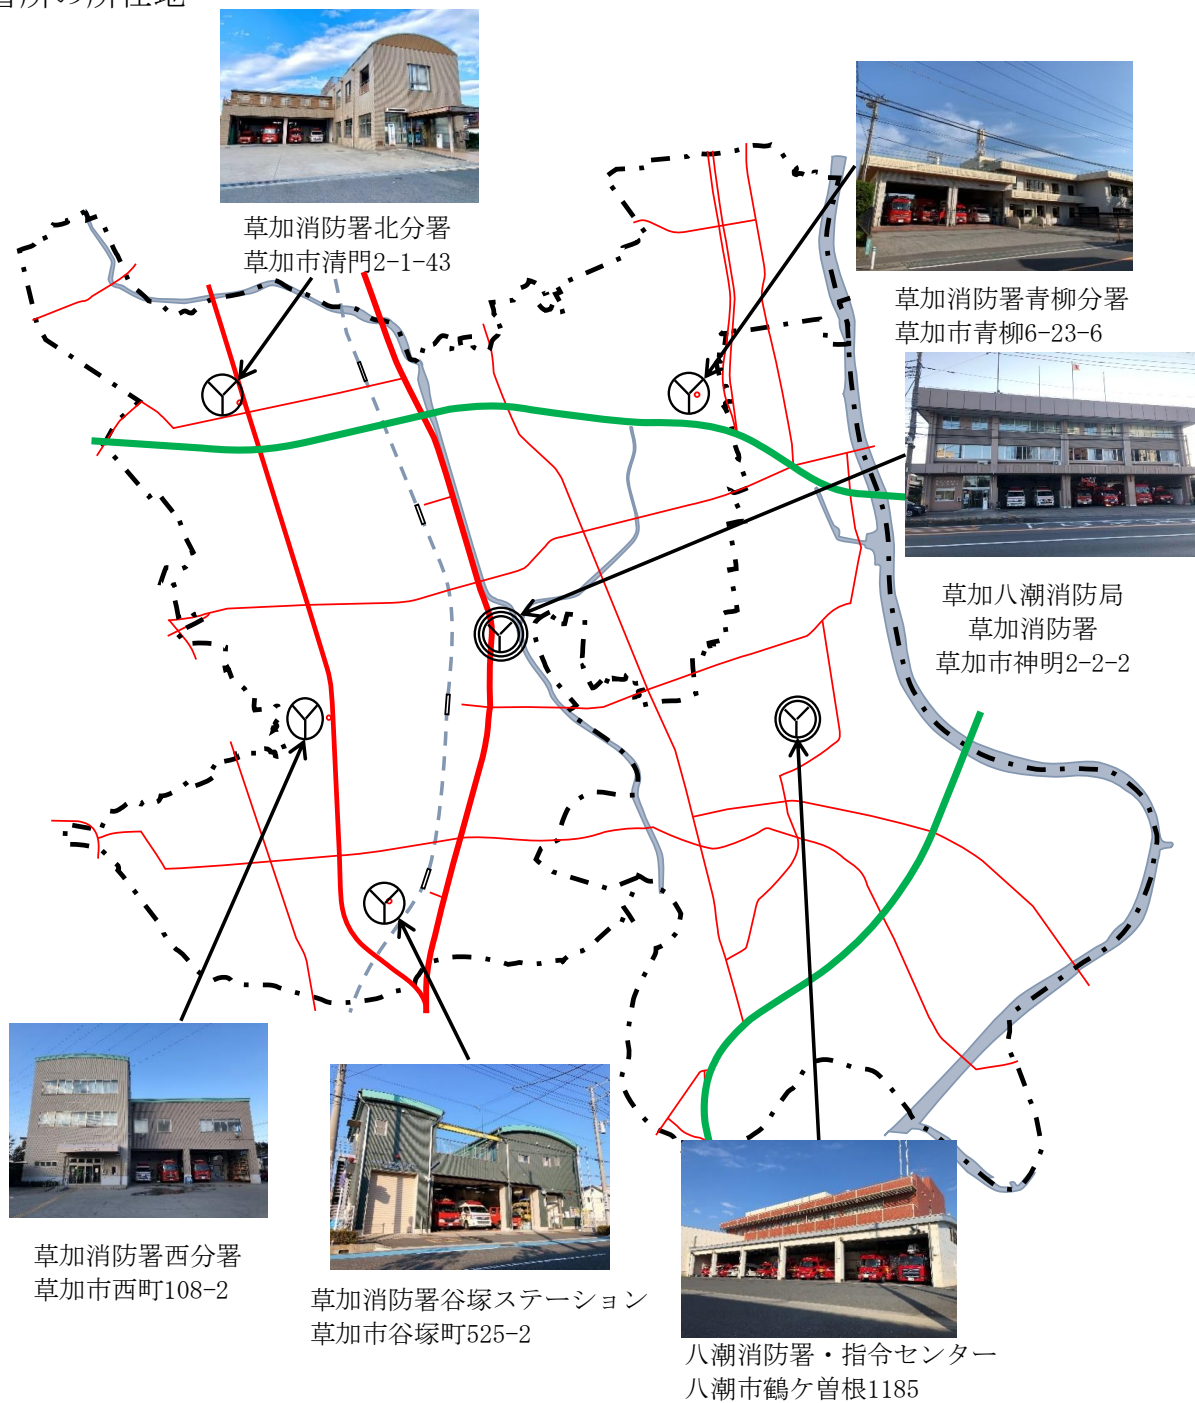 署所の所在地
草加消防署北分署
草加市清門2-1-43
草加消防署青柳分署
草加市青柳6-23-6
草加八潮消防局
草加消防署
草加市神明2-2-2
草加消防署西分署
草加市西町108-2
草加消防署谷塚ステーション
草加市谷塚町525-2
八潮消防署・指令センター
八潮市鶴ケ曽根1185